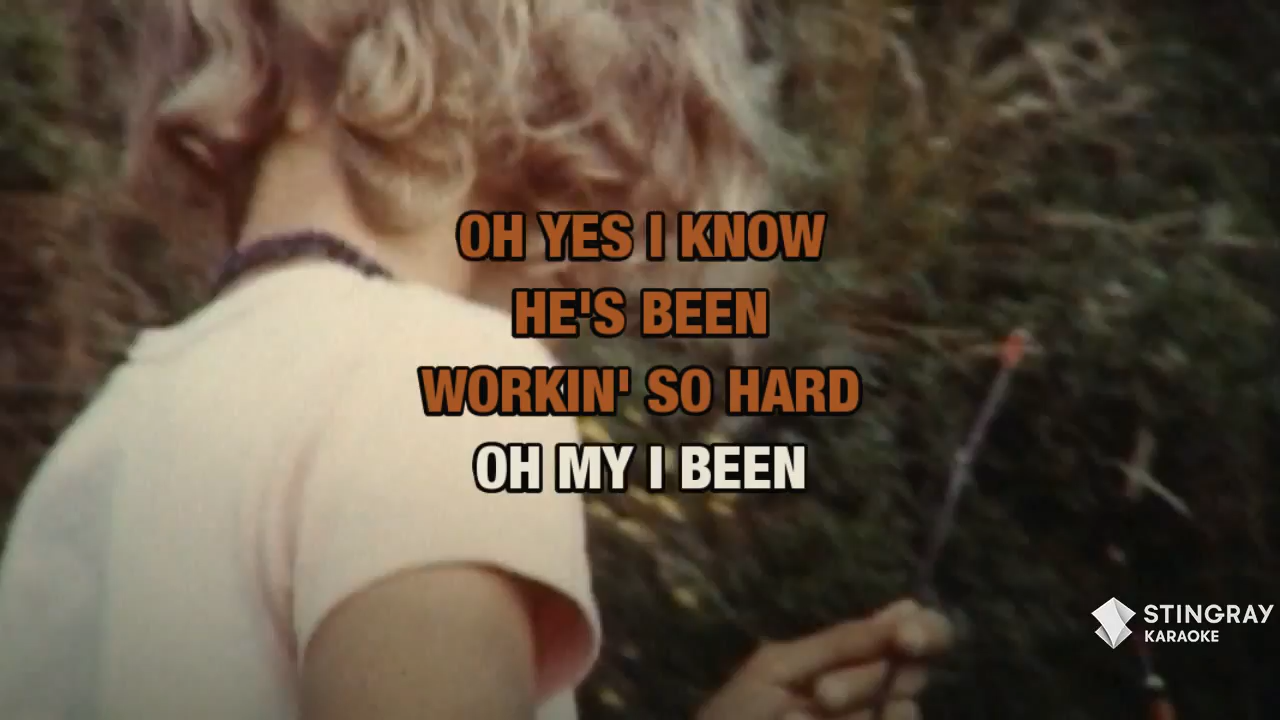 OH YES I KNOW
HE'S BEEN
WORKIN' SO HARD
OH MY I BEEN
STINGRAY
KARAOKE